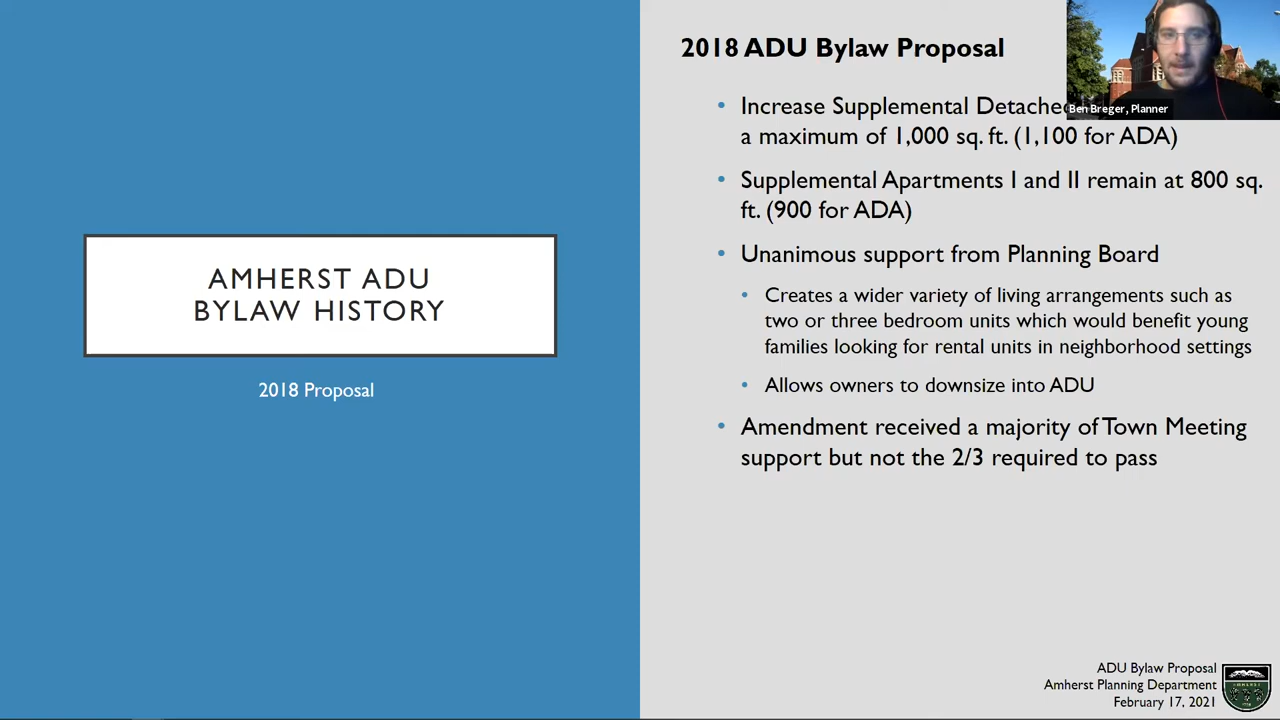 AMHERST ADU
BYLAW HISTORY
2018 Proposal
2018 ADU Bylaw Proposal
• Increase Supplemental Detached
a maximum of 1,000 sq. ft. (1,100 for ADA)
• Supplemental Apartments I and II remain at 800 sq.
ft. (900 for ADA)
• Unanimous support from Planning Board
• Creates a wider variety of living arrangements such as
two or three bedroom units which would benefit young
families looking for rental units in neighborhood settings
• Allows owners to downsize into ADU
• Amendment received a majority of Town Meeting
support but not the 2/3 required to pass
Ben Breger, Planner
ADU Bylaw Proposal
Amherst Planning Department
February 17, 2021